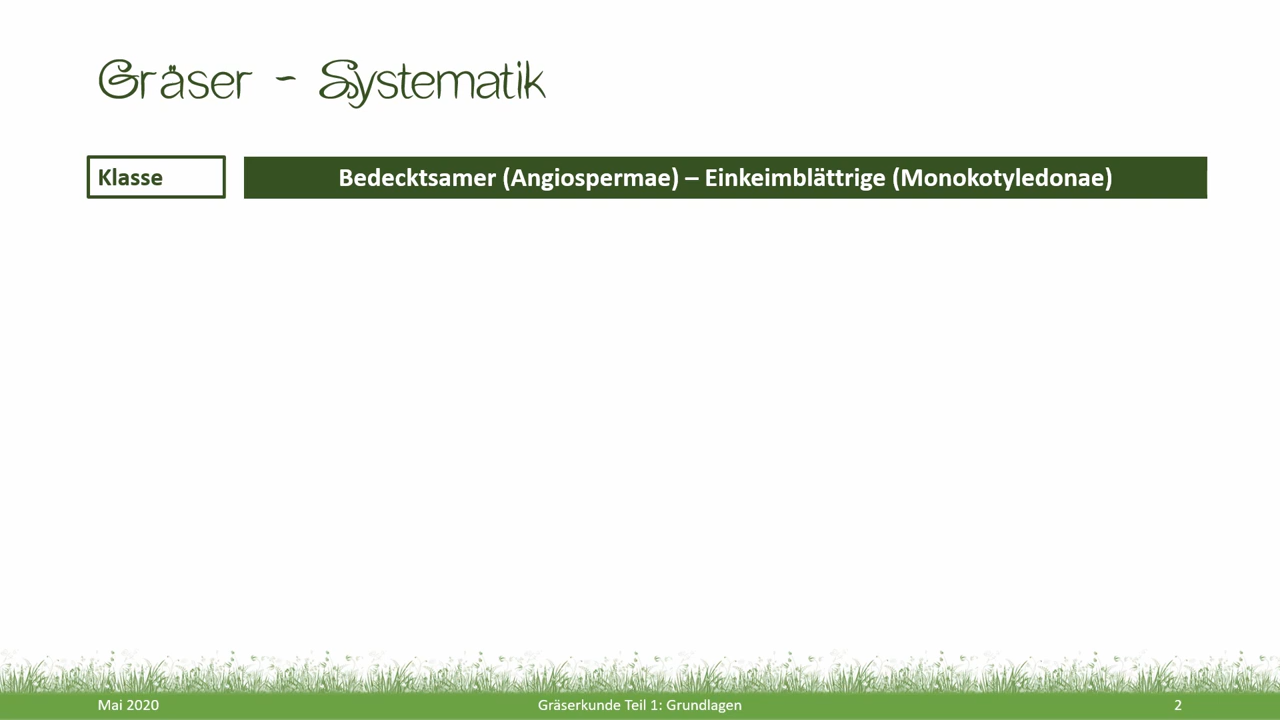 Gräser - Systematik
Klasse
Bedecktsamer (Angiospermae) – Einkeimblättrige (Monokotyledonae)
Mai 2020
Gräserkunde Teil 1: Grundlagen
2